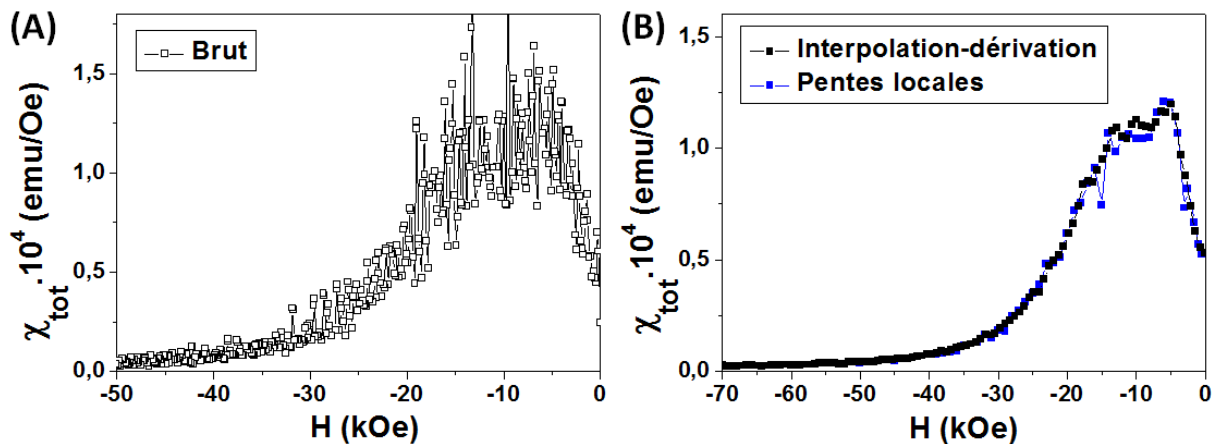 (A)
Brut
χtot .10⁴ (emu/Oe)
1,5
1,0
0,5
0,0
-50 -40 -30 -20 -10 0
H (kOe)
(B)
Interpolation-dérivation
Pentes locales
χtot .10⁴ (emu/Oe)
1,5
1,0
0,5
0,0
-70 -60 -50 -40 -30 -20 -10 0
H (kOe)